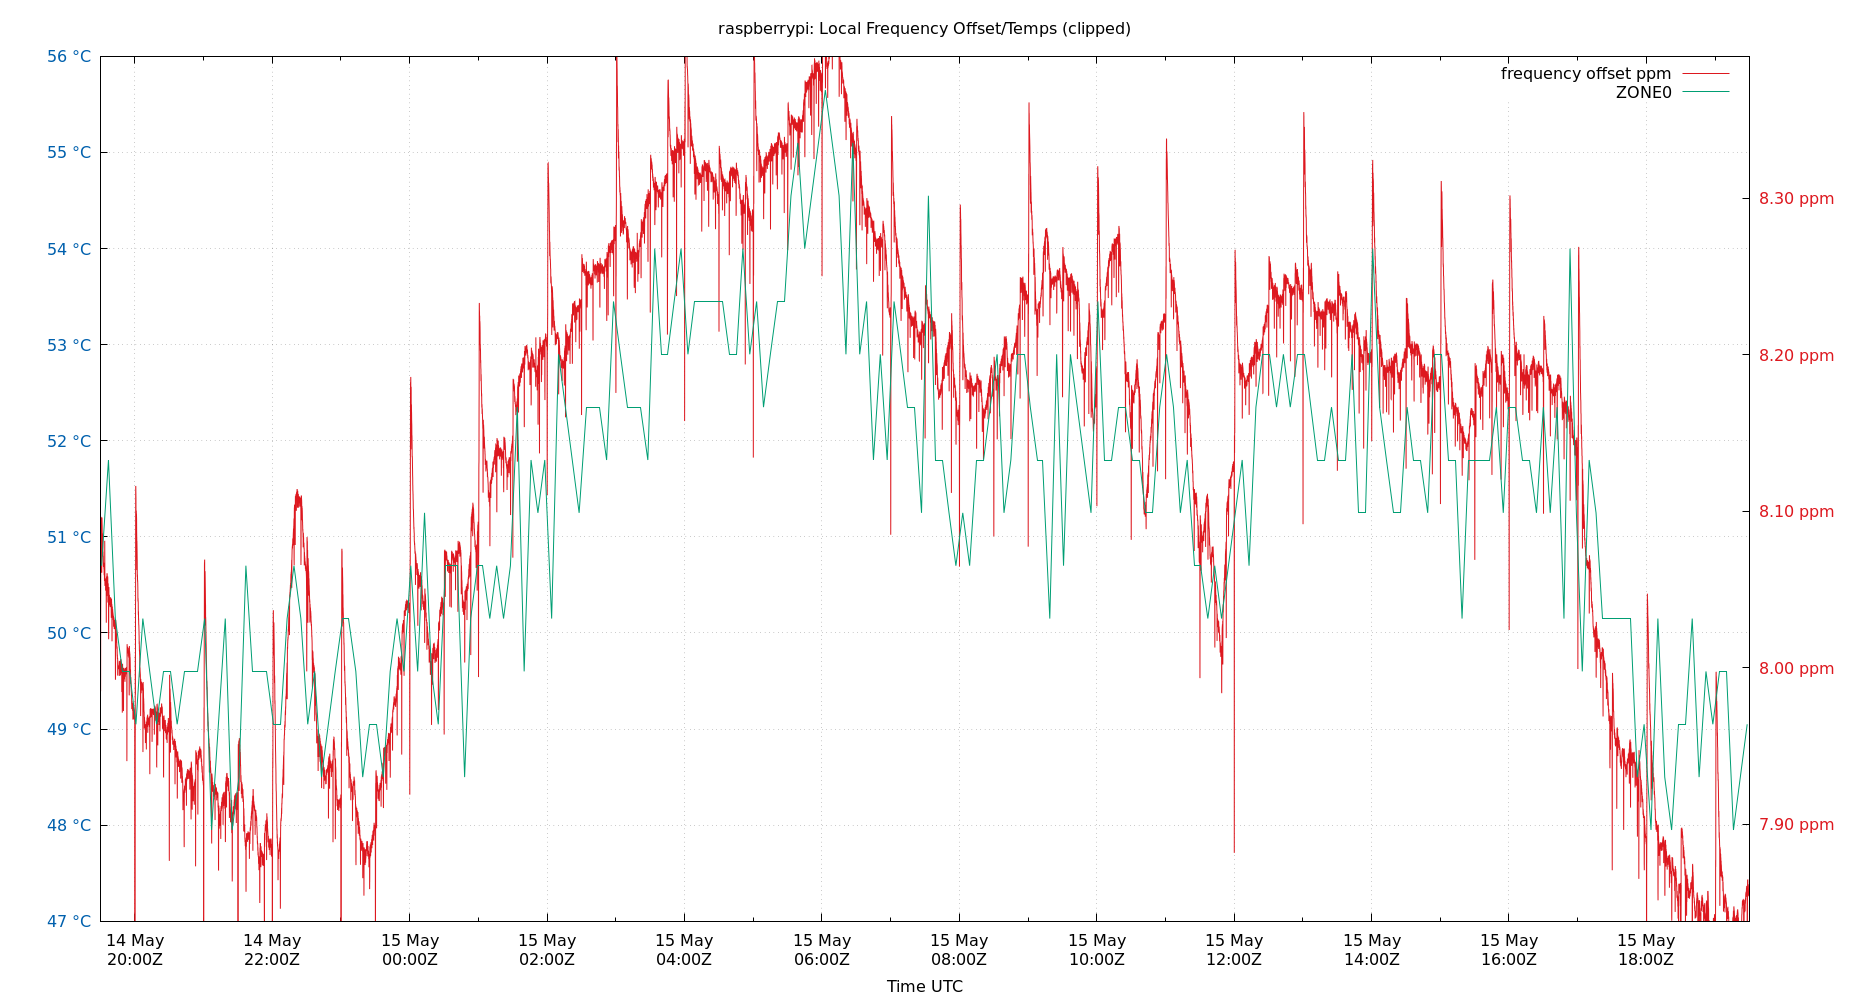 raspberrypi: Local Frequency Offset/Temps (clipped)
frequency offset ppm
ZONE0
56 °C
55 °C
54 °C
53 °C
52 °C
51 °C
50 °C
49 °C
48 °C
47 °C
8.30 ppm
8.20 ppm
8.10 ppm
8.00 ppm
7.90 ppm
14 May 14 May 15 May 15 May 15 May 15 May 15 May 15 May 15 May 15 May 15 May 15 May
20:00Z 22:00Z 00:00Z 02:00Z 04:00Z 06:00Z 08:00Z 10:00Z 12:00Z 14:00Z 16:00Z 18:00Z
Time UTC